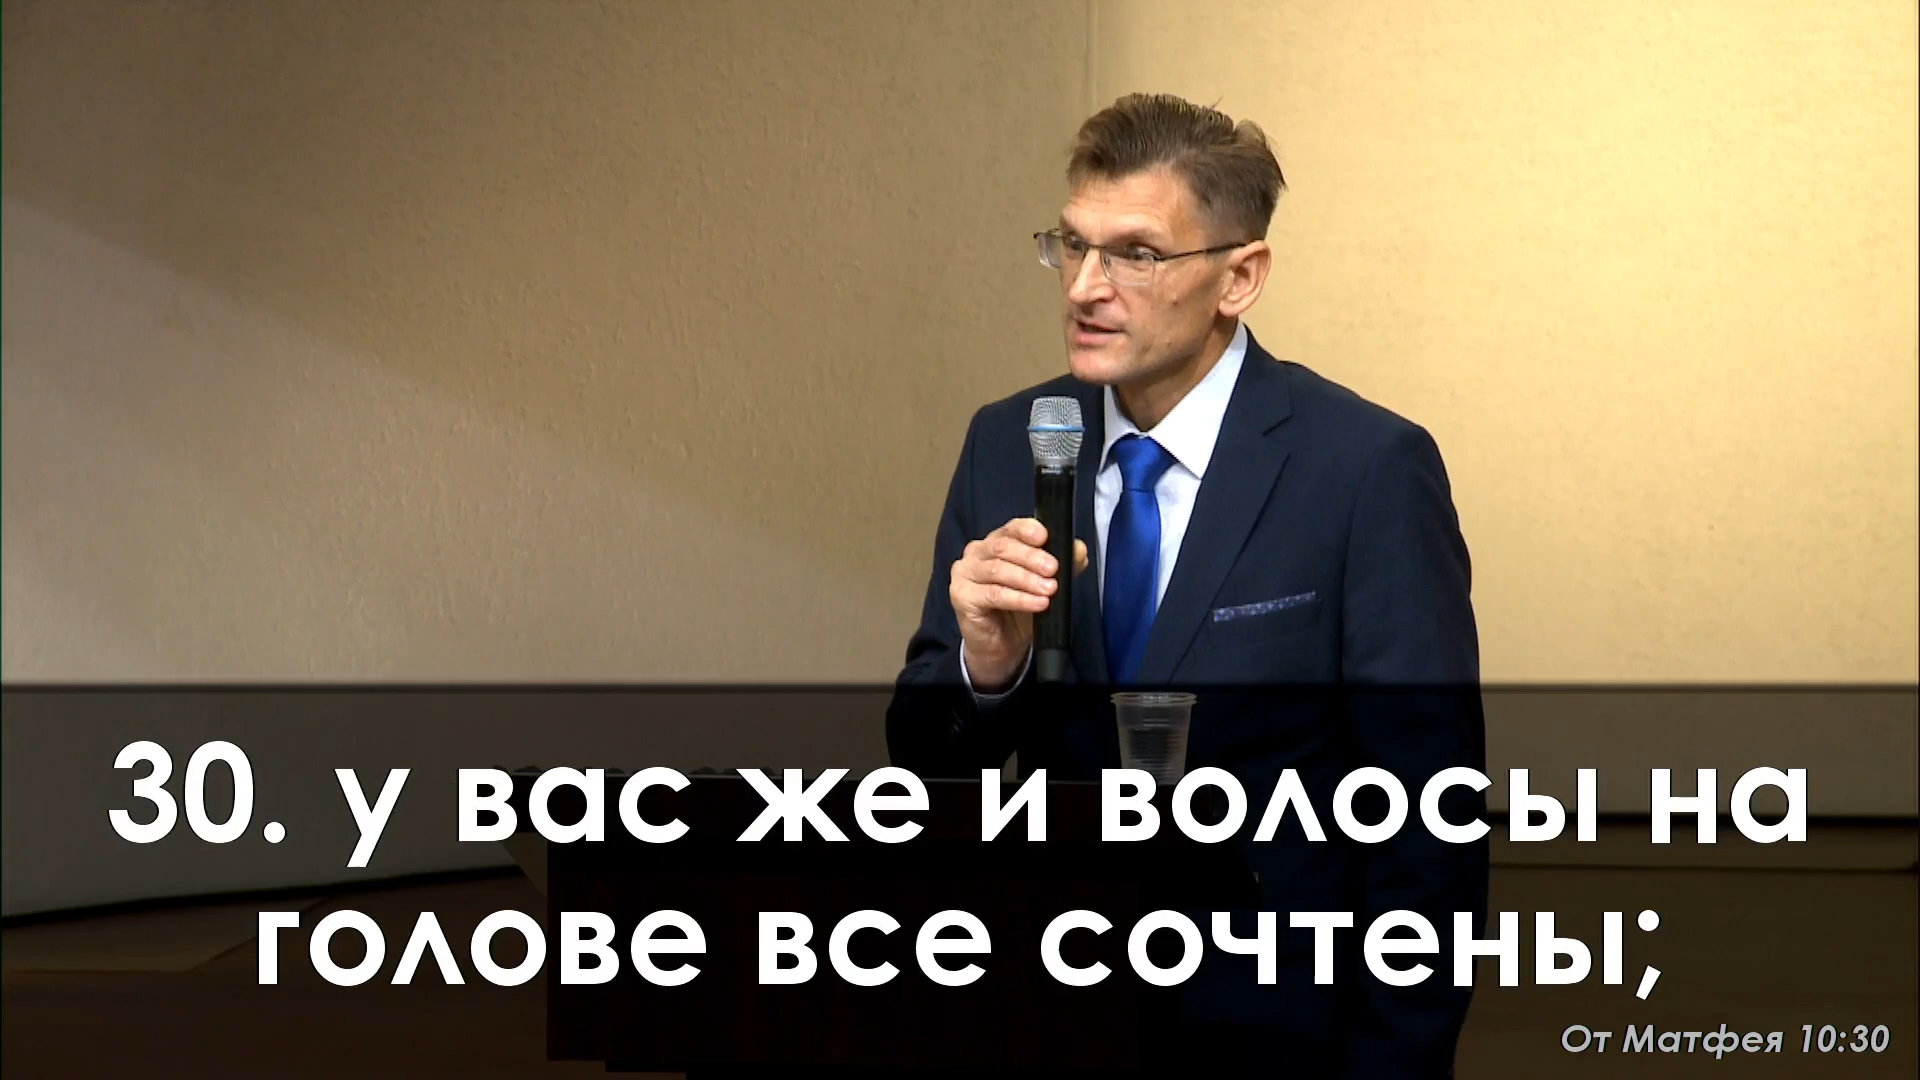 30. у вас же и волосы на
голове все сочтены;
От Матфея 10:30